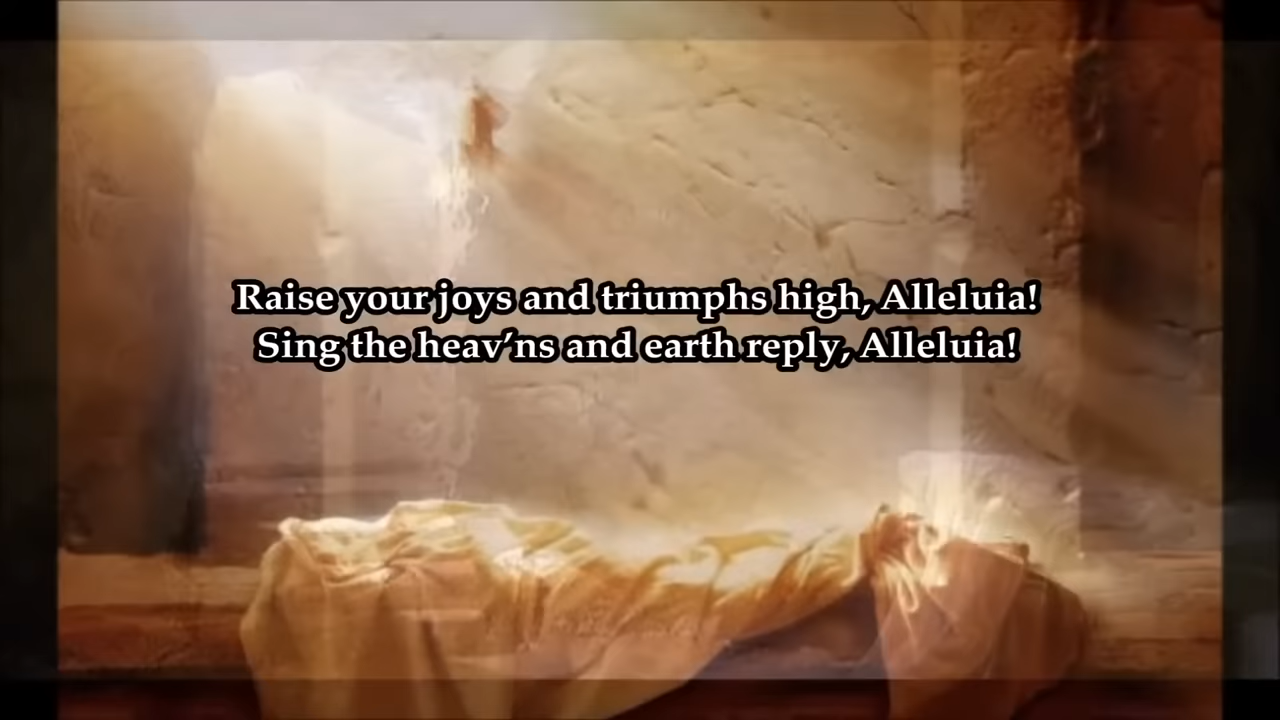 Raise your joys and triumphs high, Alleluia!
Sing the heav’ns and earth reply, Alleluia!